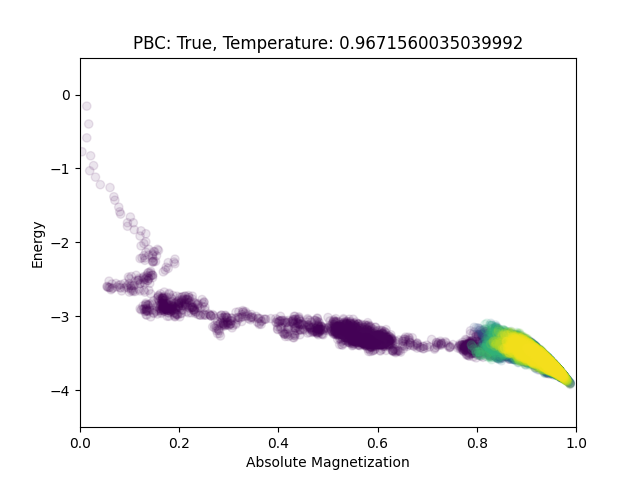 PBC: True, Temperature: 0.9671560035039992
0
−1
−2
−3
−4
Energy
0.0 0.2 0.4 0.6 0.8 1.0
Absolute Magnetization